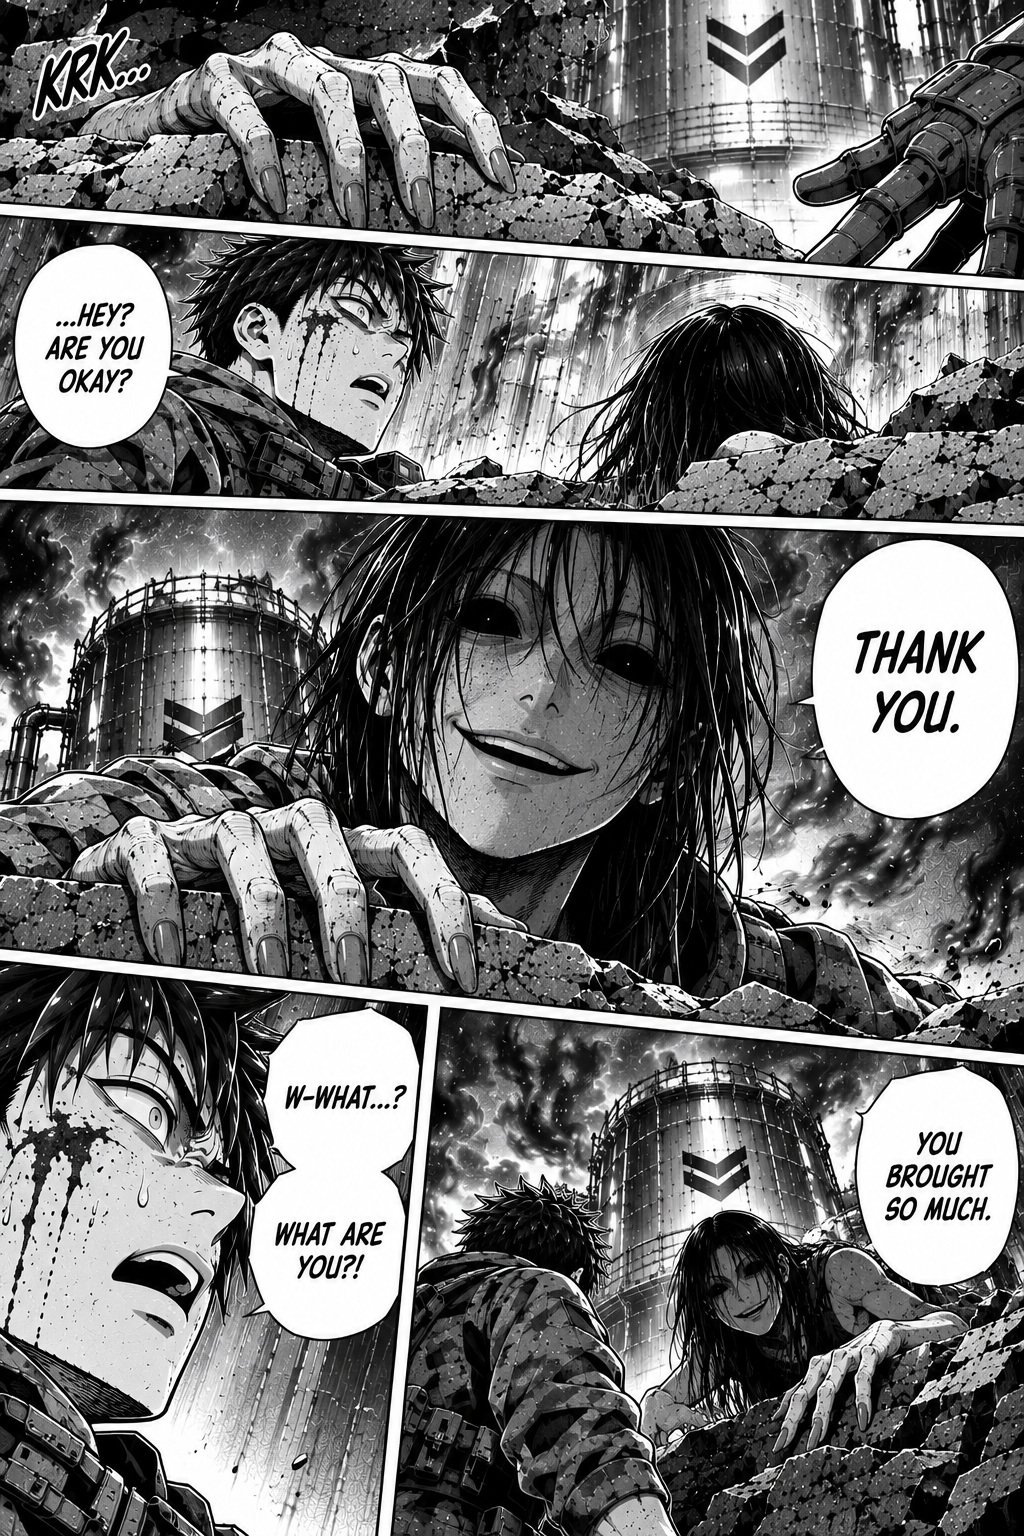 KRK...
...HEY?
ARE YOU
OKAY?
THANK
YOU.
W-WHAT...?
WHAT ARE
YOU?!
YOU
BROUGHT
SO MUCH.